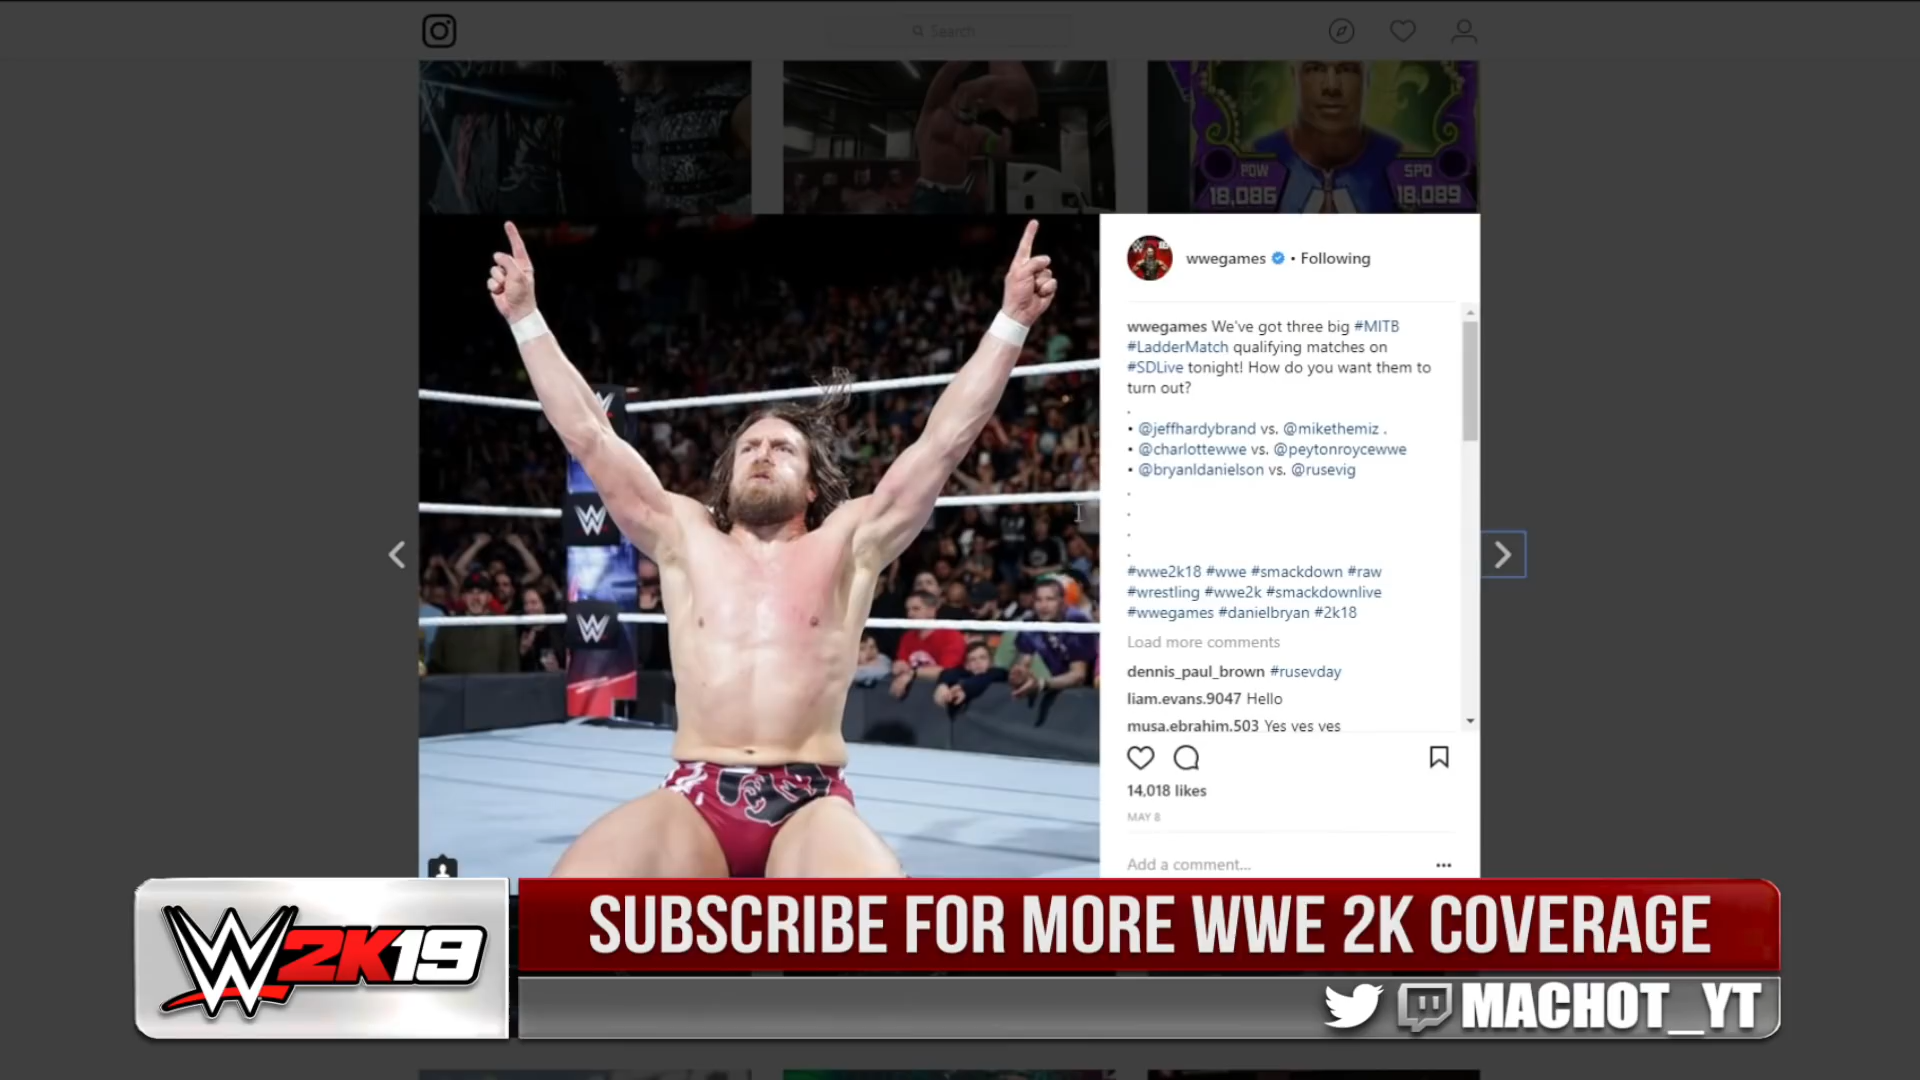 Search
POW
18,086
SPD
18,089
wwegames • Following
wwegames We've got three big #MITB
#LadderMatch qualifying matches on
#SDLive tonight! How do you want them to
turn out?
.
• @jeffhardybrand vs. @mikethemiz .
• @charlottewwe vs. @peytonroycewwe
• @bryanldanielson vs. @rusevig
.
.
.
.
#wwe2k18 #wwe #smackdown #raw
#wrestling #wwe2k #smackdownlive
#wwegames #danielbryan #2k18
Load more comments
dennis_paul_brown #rusevday
liam.evans.9047 Hello
musa.ebrahim.503 Yes yes yes
14,018 likes
MAY 8
Add a comment...
W 2K19
SUBSCRIBE FOR MORE WWE 2K COVERAGE
MACHOT_YT